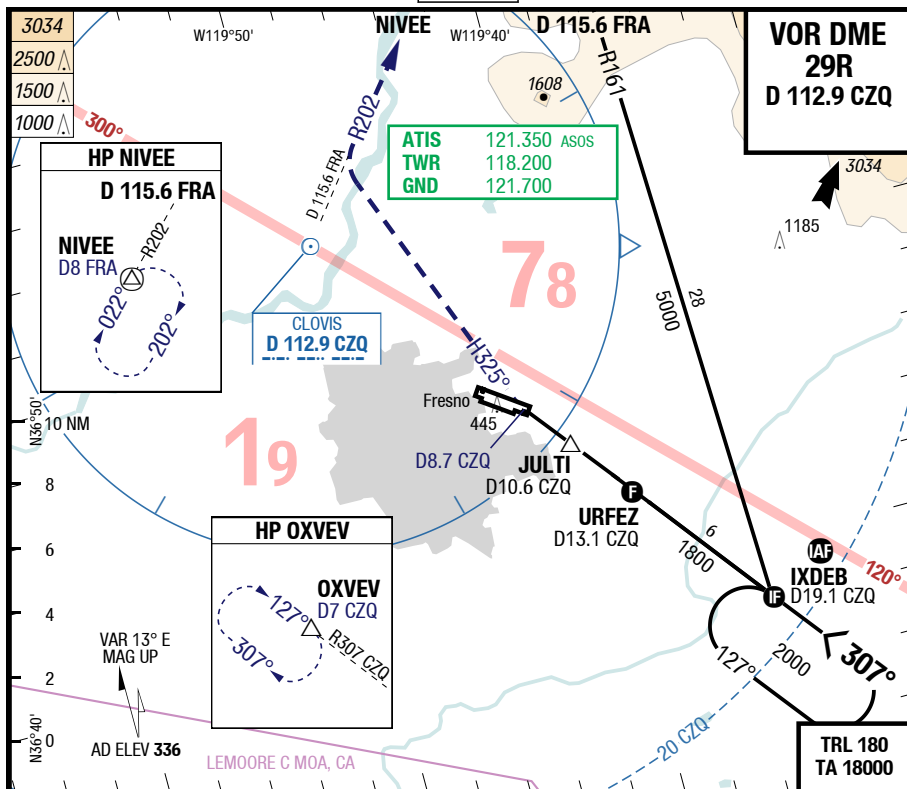 3034
2500
1500
1000
W119°50'
NIVEE
W119°40'
D 115.6 FRA
VOR DME
29R
D 112.9 CZQ
R161
1608
R202
300°
ATIS 121.350 ASOS
TWR 118.200
GND 121.700
D 115.6 FRA
3034
1185
HP NIVEE
D 115.6 FRA
R202
NIVEE
D8 FRA
022°
202°
78
28
5000
CLOVIS
D 112.9 CZQ
H325°
Fresno
445
N36°50'
10 NM
19
D8.7 CZQ
JULTI
D10.6 CZQ
8
F
URFEZ
D13.1 CZQ
6
1800
HP OXVEV
OXVEV
D7 CZQ
127°
307°
R307 CZQ
6
IAF
IXDEB
D19.1 CZQ
IF
120°
4
VAR 13° E
MAG UP
127°
2000
307°
2
N36°40'
0
AD ELEV 336
LEMOORE C MOA, CA
20 CZQ
TRL 180
TA 18000